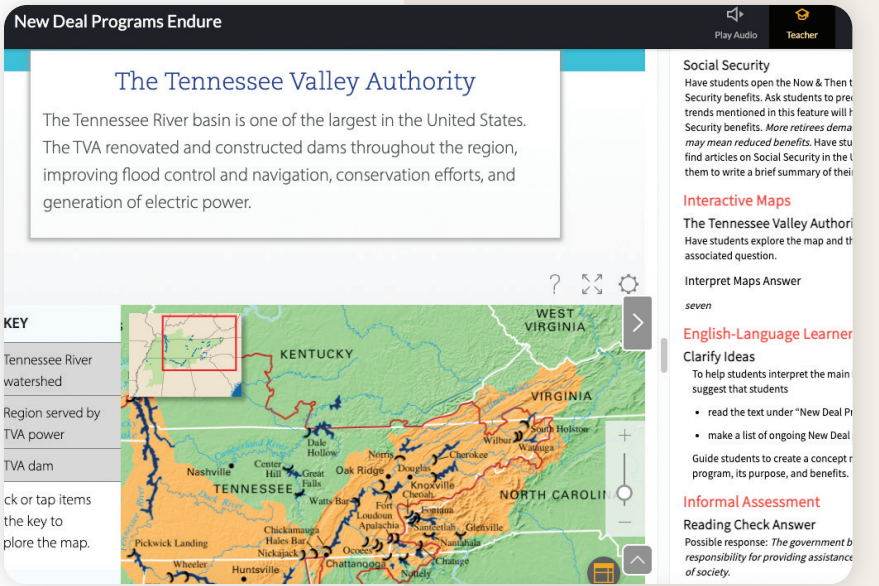 New Deal Programs Endure
Play Audio
Teacher
The Tennessee Valley Authority
The Tennessee River basin is one of the largest in the United States.
The TVA renovated and constructed dams throughout the region,
improving flood control and navigation, conservation efforts, and
generation of electric power.
?
KEY
Tennessee River
watershed
Region served by
TVA power
TVA dam
ck or tap items
the key to
plore the map.
WEST
VIRGINIA
KENTUCKY
VIRGINIA
South Holston
Wilbur
Watauga
Dale
Hollow
Cumberland River
Norris
Cherokee
Nashville
Center
Hill
Great
Falls
Oak Ridge
Douglas
Knoxville
TENNESSEE
Duck River
Watts Bar
Cheoah
NORTH CAROLIN
Fort
Loudoun
Fontana
Apalachia
Santeetlah
Glenville
Chickamauga
Hales Bar
Nantahala
Pickwick Landing
Nickajack
Ocoees
Chatuge
Wheeler
Huntsville
Chattanooga
Nottely
Social Security
Have students open the Now & Then t
Security benefits. Ask students to pre
trends mentioned in this feature will h
Security benefits. More retirees dema
may mean reduced benefits. Have stu
find articles on Social Security in the U
them to write a brief summary of thei
Interactive Maps
The Tennessee Valley Authori
Have students explore the map and th
associated question.
Interpret Maps Answer
seven
English-Language Learner
Clarify Ideas
To help students interpret the main
suggest that students
• read the text under “New Deal Pr
• make a list of ongoing New Deal
Guide students to create a concept
program, its purpose, and benefits.
Informal Assessment
Reading Check Answer
Possible response: The government b
responsibility for providing assistance
of society.